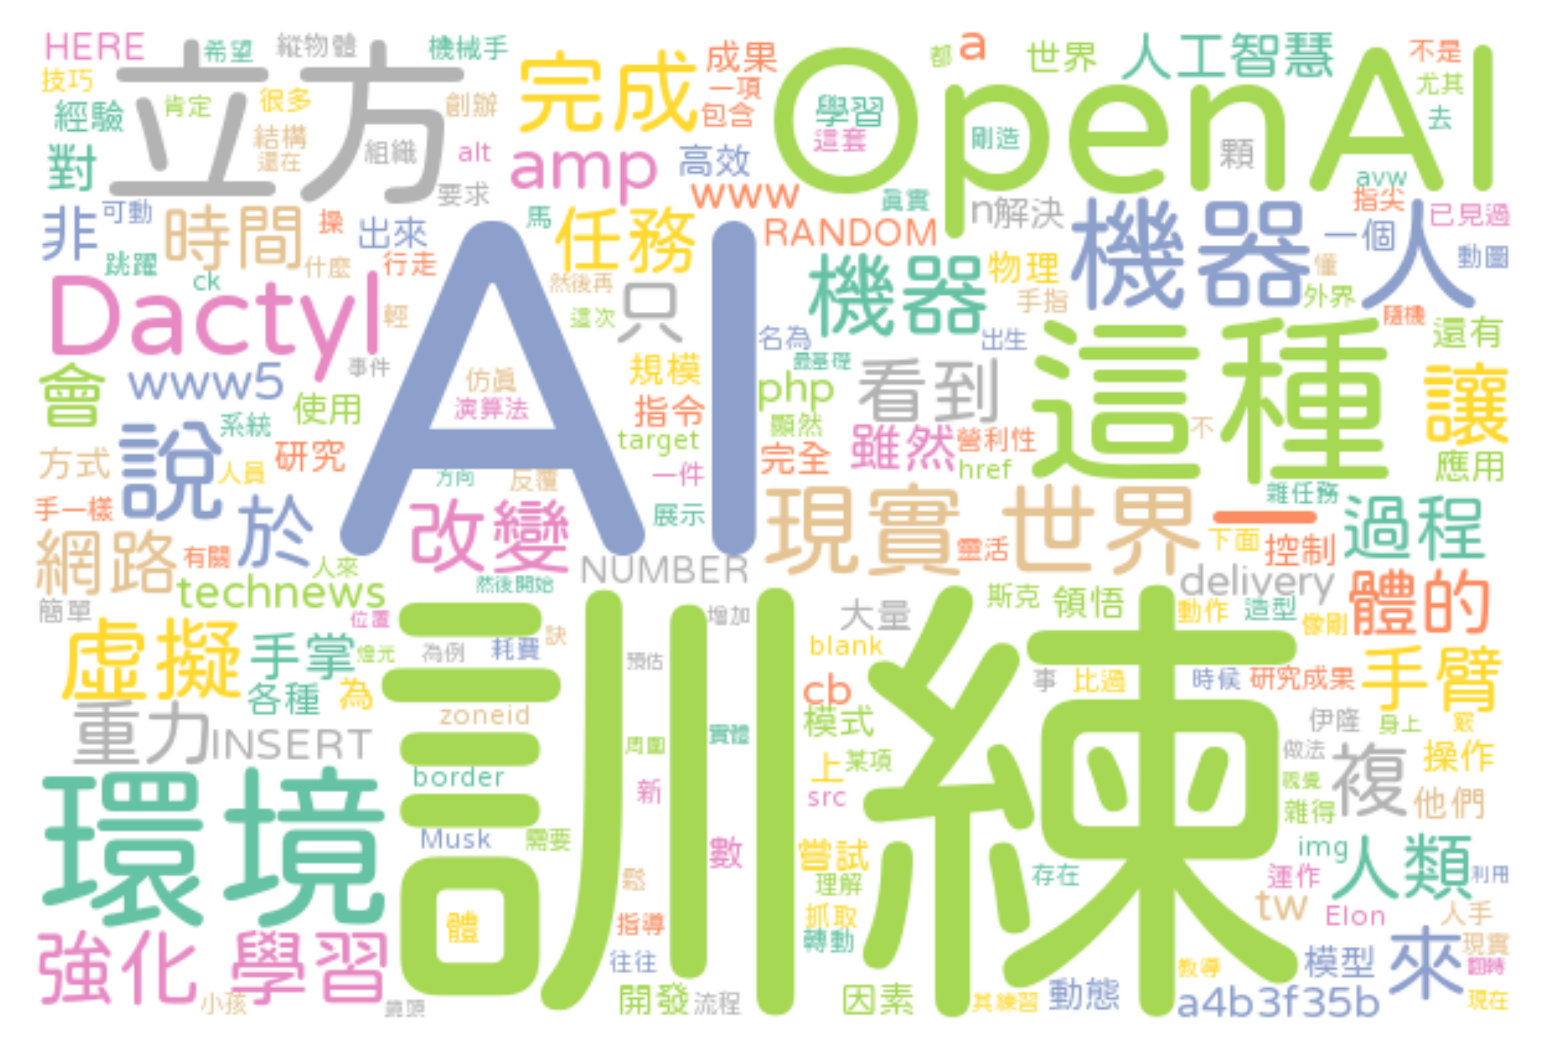 HERE
希望
縱物體
機械手
技巧
立方
完成
成果
OpenAI
都
a
世界
人工智慧
不是
經驗
肯定
很多
創辦
一項
包含
學習
這套
剛造
尤其
去
對
結構
還在
組織
alt
amp
高效
顆
avw
要求
www
真實
n解決
指尖
已見過
非
可動
時間
操
出來
馬
任務
RANDOM
機器人
一個
動圖
跳躍
ck
什麼
行走
然後再
只
機器
物理
手指
懂
外界
Dactyl
輕
AI
這次
名為
出生
這種
隨機
還有
事件
會
www5
仿真
規模
最基礎
php
看到
讓
使用
演算法
指令
顯然
系統
說
target
雖然
營利性
不
方式
人員
研究
完全
href
應用
方向
反覆
一件
手一樣
於
改變
展示
現實世界
一
雜任務
過程
網路
有關
人來
NUMBER
靈活
下面
控制
technews
然後開始
delivery
體的
簡單
位置
訓練
增加
大量
斯克
領悟
動作
造型
像剛
虛擬
手掌
燈光
為例
耗費
訣
預估
blank
事
比過
時候
研究成果
手臂
各種
為
cb
重力
INSERT
zoneid
周圍
實體
模式
伊隆
身上
上
某項
做法
複
操作
環境
border
新
src
視覺
雜得
他們
Musk
需要
數
嘗試
img
人類
理解
存在
運作
利用
鬆
體
指導
抓取
tw
Elon
人手
強化
學習
轉動
來
現實
往往
教導
模型
翻轉
小孩
開發
流程
因素
其練習
動態
a4b3f35b
現在